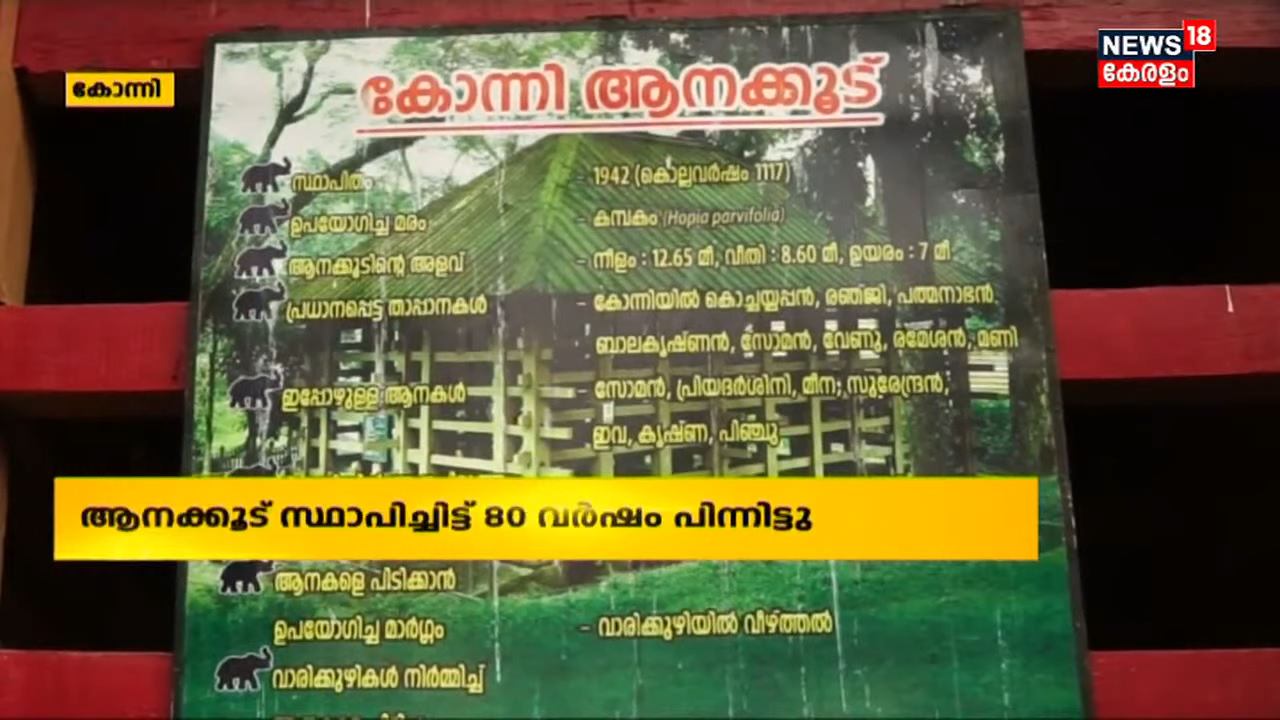 NEWS 18
കേരളം
കോന്നി
കോന്നി ആനക്കൂട്
സ്ഥാപിതം - 1942 (കൊല്ലവർഷം 1117)
ഉപയോഗിച്ച മരം - കമ്പകം (Hopia parvifolia)
ആനക്കൂടിന്റെ അളവ് - നീളം : 12.65 മീ, വീതി : 8.60 മീ, ഉയരം : 7 മീ
പ്രധാനപ്പെട്ട താപ്പാനകൾ - കോന്നിയിൽ കൊച്ചയ്യപ്പൻ, രഞ്ജി, പത്മനാഭൻ
ബാലകൃഷ്ണൻ, സോമൻ, വേണു, രമേശൻ, മണി
ഇപ്പോഴുള്ള ആനകൾ - സോമൻ, പ്രിയദർശിനി, മീന, സുരേന്ദ്രൻ,
ഇവ, കൃഷ്ണ, പിഞ്ചു
ആനക്കൂട് സ്ഥാപിച്ചിട്ട് 80 വർഷം പിന്നിട്ടു
ആനകളെ പിടിക്കാൻ
ഉപയോഗിച്ച മാർഗ്ഗം - വാരിക്കുഴിയിൽ വീഴ്ത്തൽ
വാരിക്കുഴികൾ നിർമ്മിച്ച്